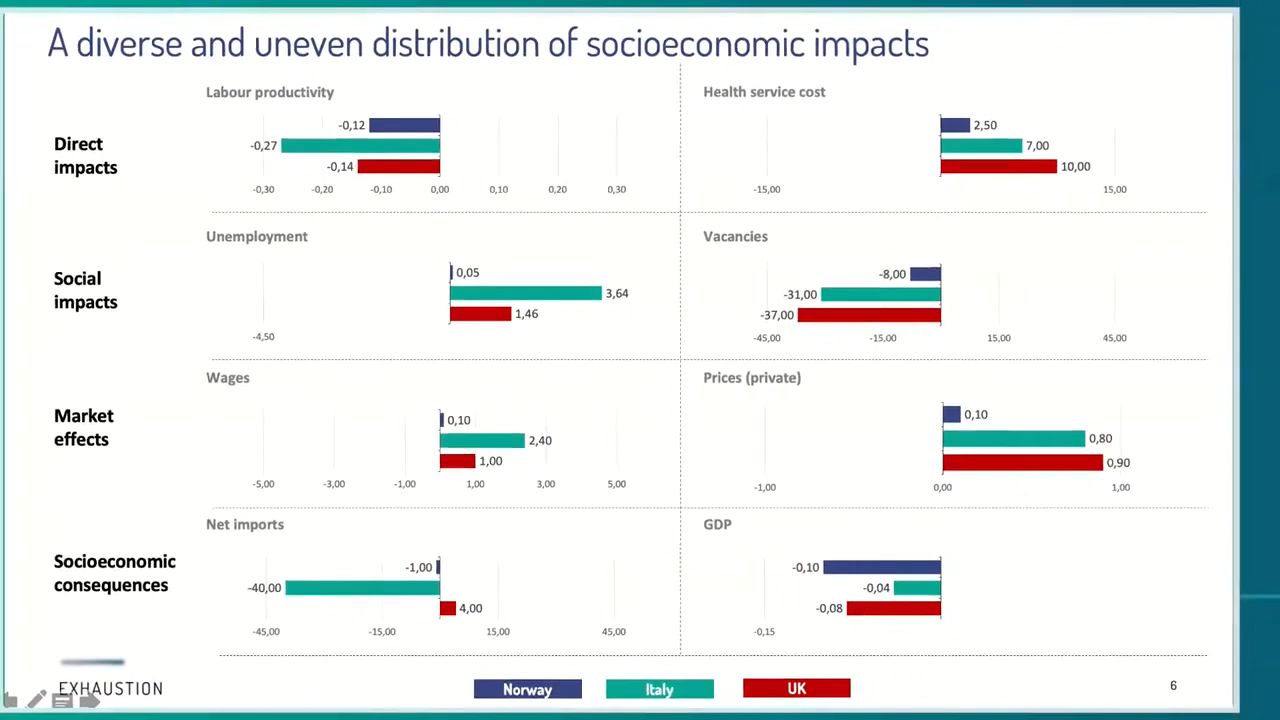 A diverse and uneven distribution of socioeconomic impacts
Labour productivity
Health service cost
Direct
impacts
-0,12
-0,27
-0,14
-0,30 -0,20 -0,10 0,00 0,10 0,20 0,30
2,50
7,00
10,00
-15,00 15,00
Unemployment
Vacancies
Social
impacts
0,05
3,64
1,46
-4,50
-8,00
-31,00
-37,00
-45,00 -15,00 15,00 45,00
Wages
Prices (private)
Market
effects
0,10
2,40
1,00
-5,00 -3,00 -1,00 1,00 3,00 5,00
0,10
0,80
0,90
-1,00 0,00 1,00
Net imports
GDP
Socioeconomic
consequences
-1,00
-40,00
4,00
-45,00 -15,00 15,00 45,00
-0,10
-0,04
-0,08
-0,15
EXHAUSTION
Norway Italy UK
6